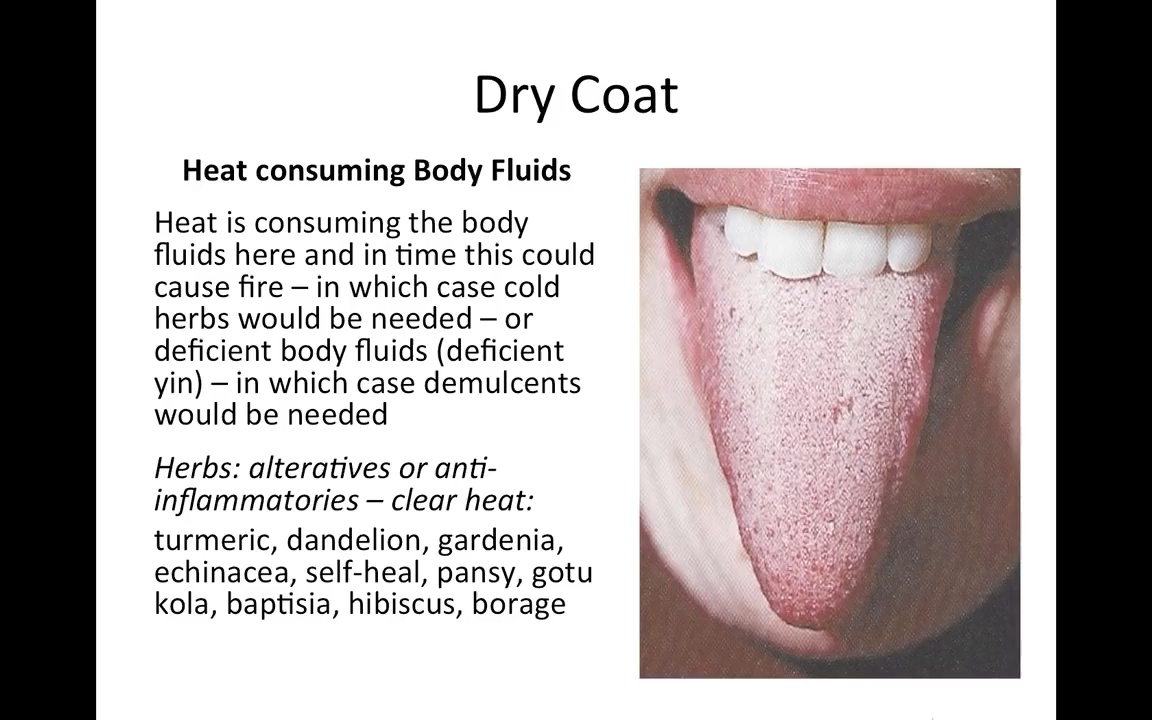 Dry Coat
Heat consuming Body Fluids
Heat is consuming the body
fluids here and in time this could
cause fire – in which case cold
herbs would be needed – or
deficient body fluids (deficient
yin) – in which case demulcents
would be needed
Herbs: alteratives or anti-
inflammatories – clear heat:
turmeric, dandelion, gardenia,
echinacea, self-heal, pansy, gotu
kola, baptisia, hibiscus, borage